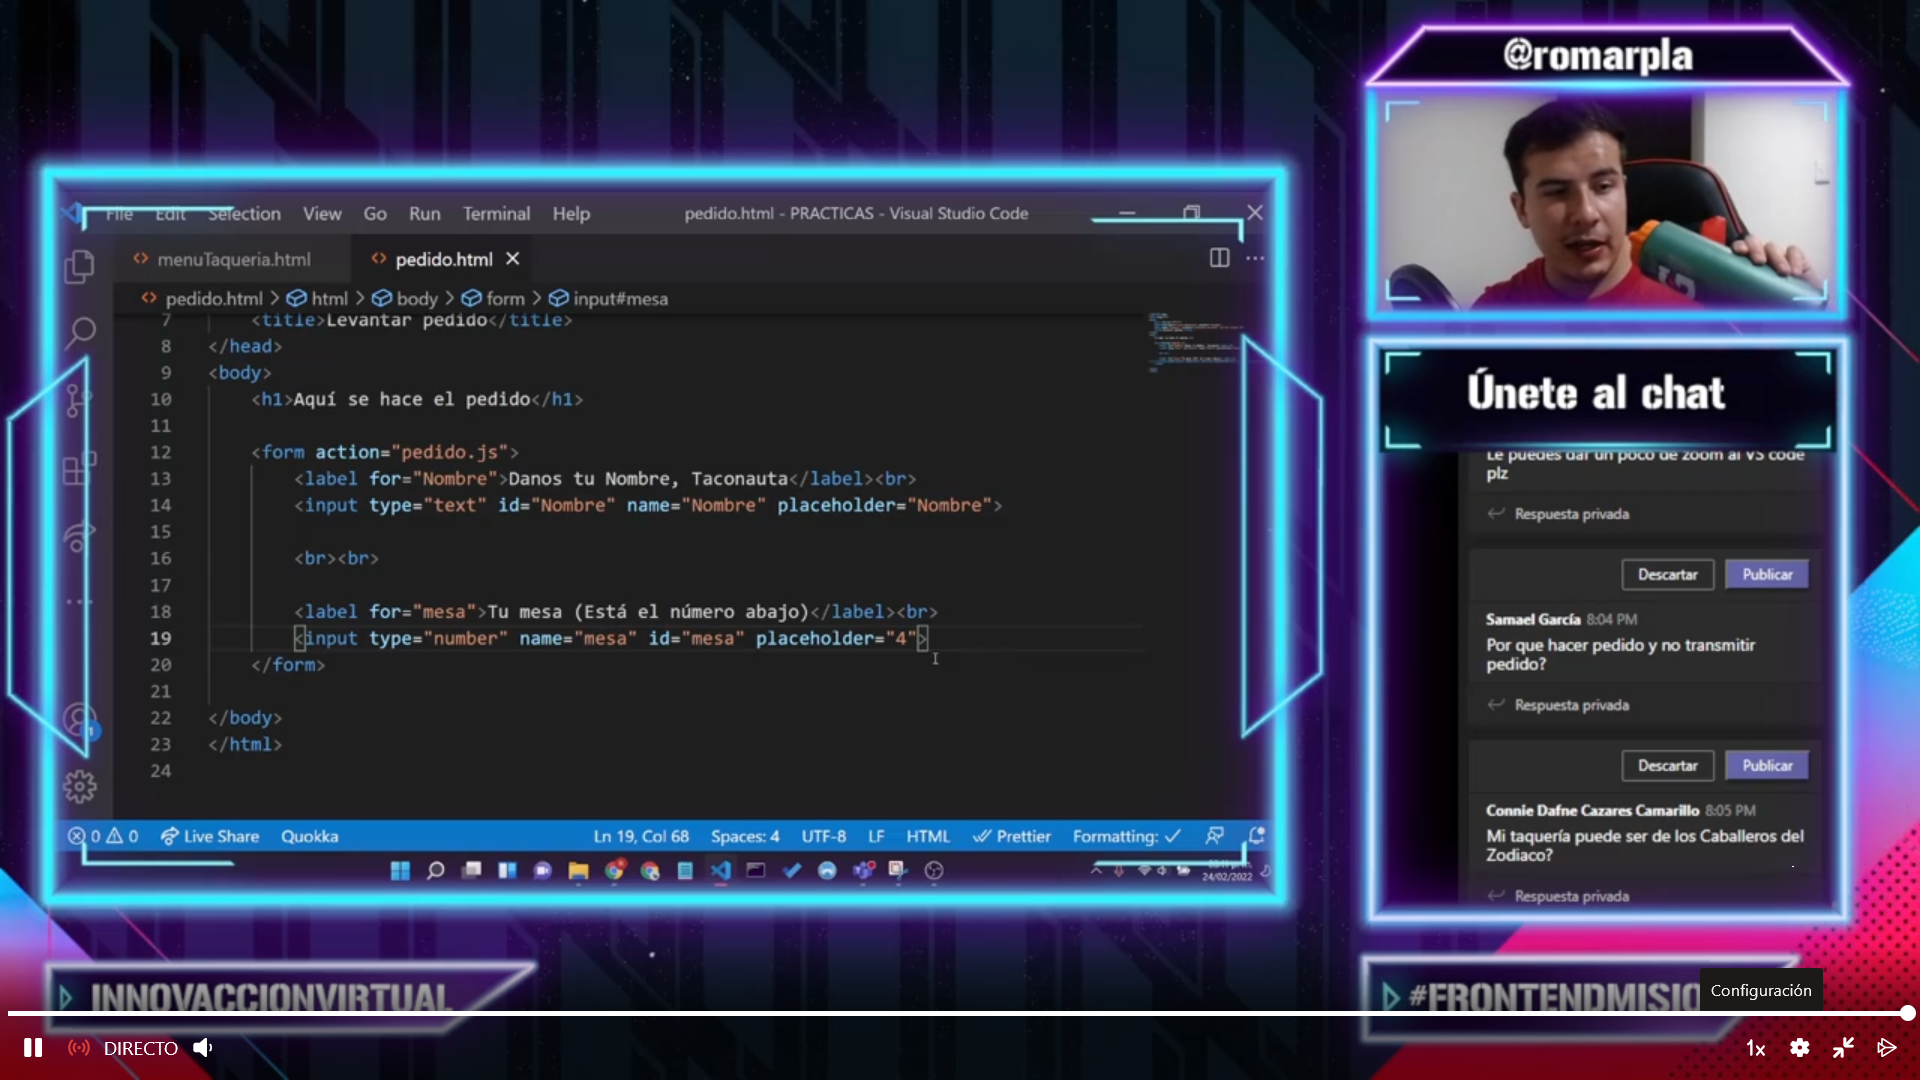 @romarpla
File Edit Selection View Go Run Terminal Help
pedido.html - PRACTICAS - Visual Studio Code
menuTaqueria.html
pedido.html
pedido.html > html > body > form > input#mesa
7 <title>Levantar pedido</title>
8 </head>
9 <body>
10 <h1>Aquí se hace el pedido</h1>
11
12 <form action="pedido.js">
13 <label for="Nombre">Danos tu Nombre, Taconauta</label><br>
14 <input type="text" id="Nombre" name="Nombre" placeholder="Nombre">
15
16 <br><br>
17
18 <label for="mesa">Tu mesa (Está el número abajo)</label><br>
19 <input type="number" name="mesa" id="mesa" placeholder="4">
20 </form>
21
22 </body>
23 </html>
24
1
0 0 Live Share Quokka
Ln 19, Col 68 Spaces: 4 UTF-8 LF HTML Prettier Formatting:
24/02/2022
Únete al chat
Le puedes dar un poco de zoom al VS code
plz
Respuesta privada
Descartar Publicar
Samael García 8:04 PM
Por que hacer pedido y no transmitir
pedido?
Respuesta privada
Descartar Publicar
Connie Dafne Cazares Camarillo 8:05 PM
Mi taquería puede ser de los Caballeros del
Zodiaco?
Respuesta privada
INNOVACCIONVIRTUAL
#FRONTENDMISIO
Configuración
DIRECTO
1x